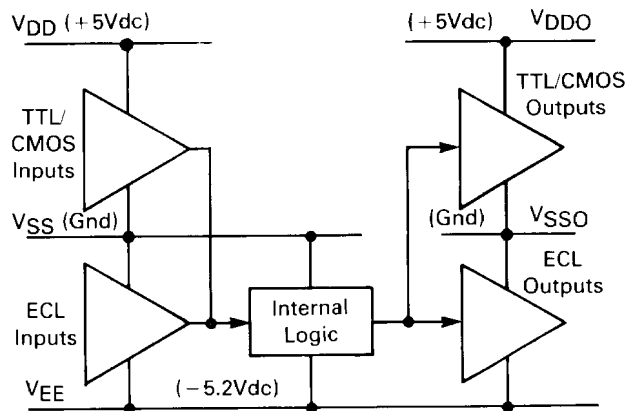 VDD (+5Vdc)
(+5Vdc) VDDO
TTL/
CMOS
Inputs
TTL/CMOS
Outputs
VSS (Gnd)
(Gnd) VSSO
ECL
Inputs
Internal
Logic
ECL
Outputs
VEE (−5.2Vdc)